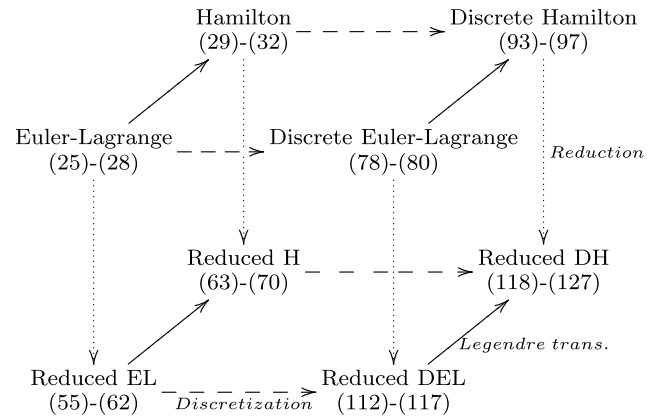 Hamilton
(29)-(32)
Discrete Hamilton
(93)-(97)
Euler-Lagrange
(25)-(28)
Discrete Euler-Lagrange
(78)-(80)
Reduction
Reduced H
(63)-(70)
Reduced DH
(118)-(127)
Legendre trans.
Reduced EL
(55)-(62)
Discretization
Reduced DEL
(112)-(117)